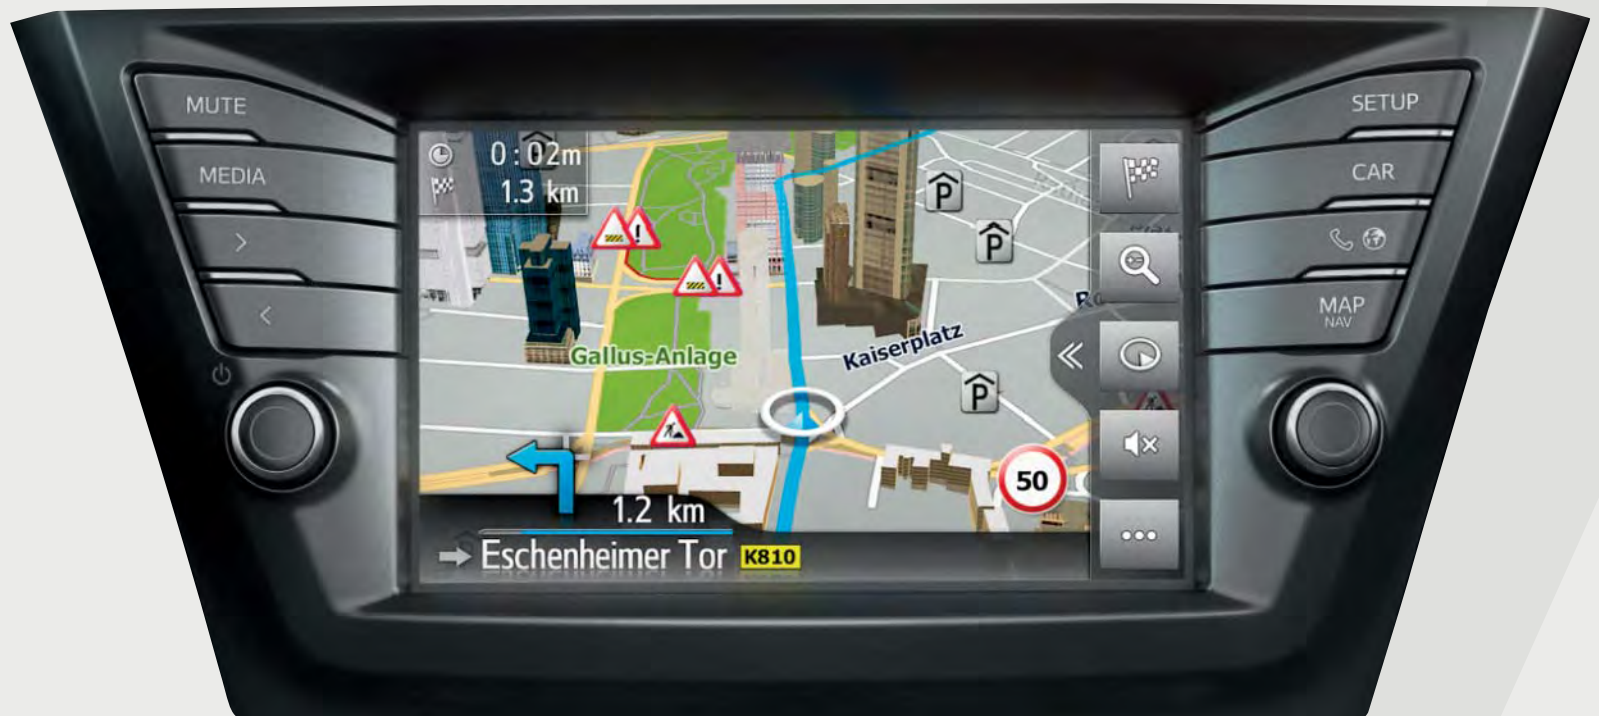 MUTE
MEDIA
>
<
SETUP
CAR
MAP
NAV
0:02m
1.3 km
P
P
P
!
!
Gallus-Anlage
Kaiserplatz
50
1.2 km
Eschenheimer Tor K810